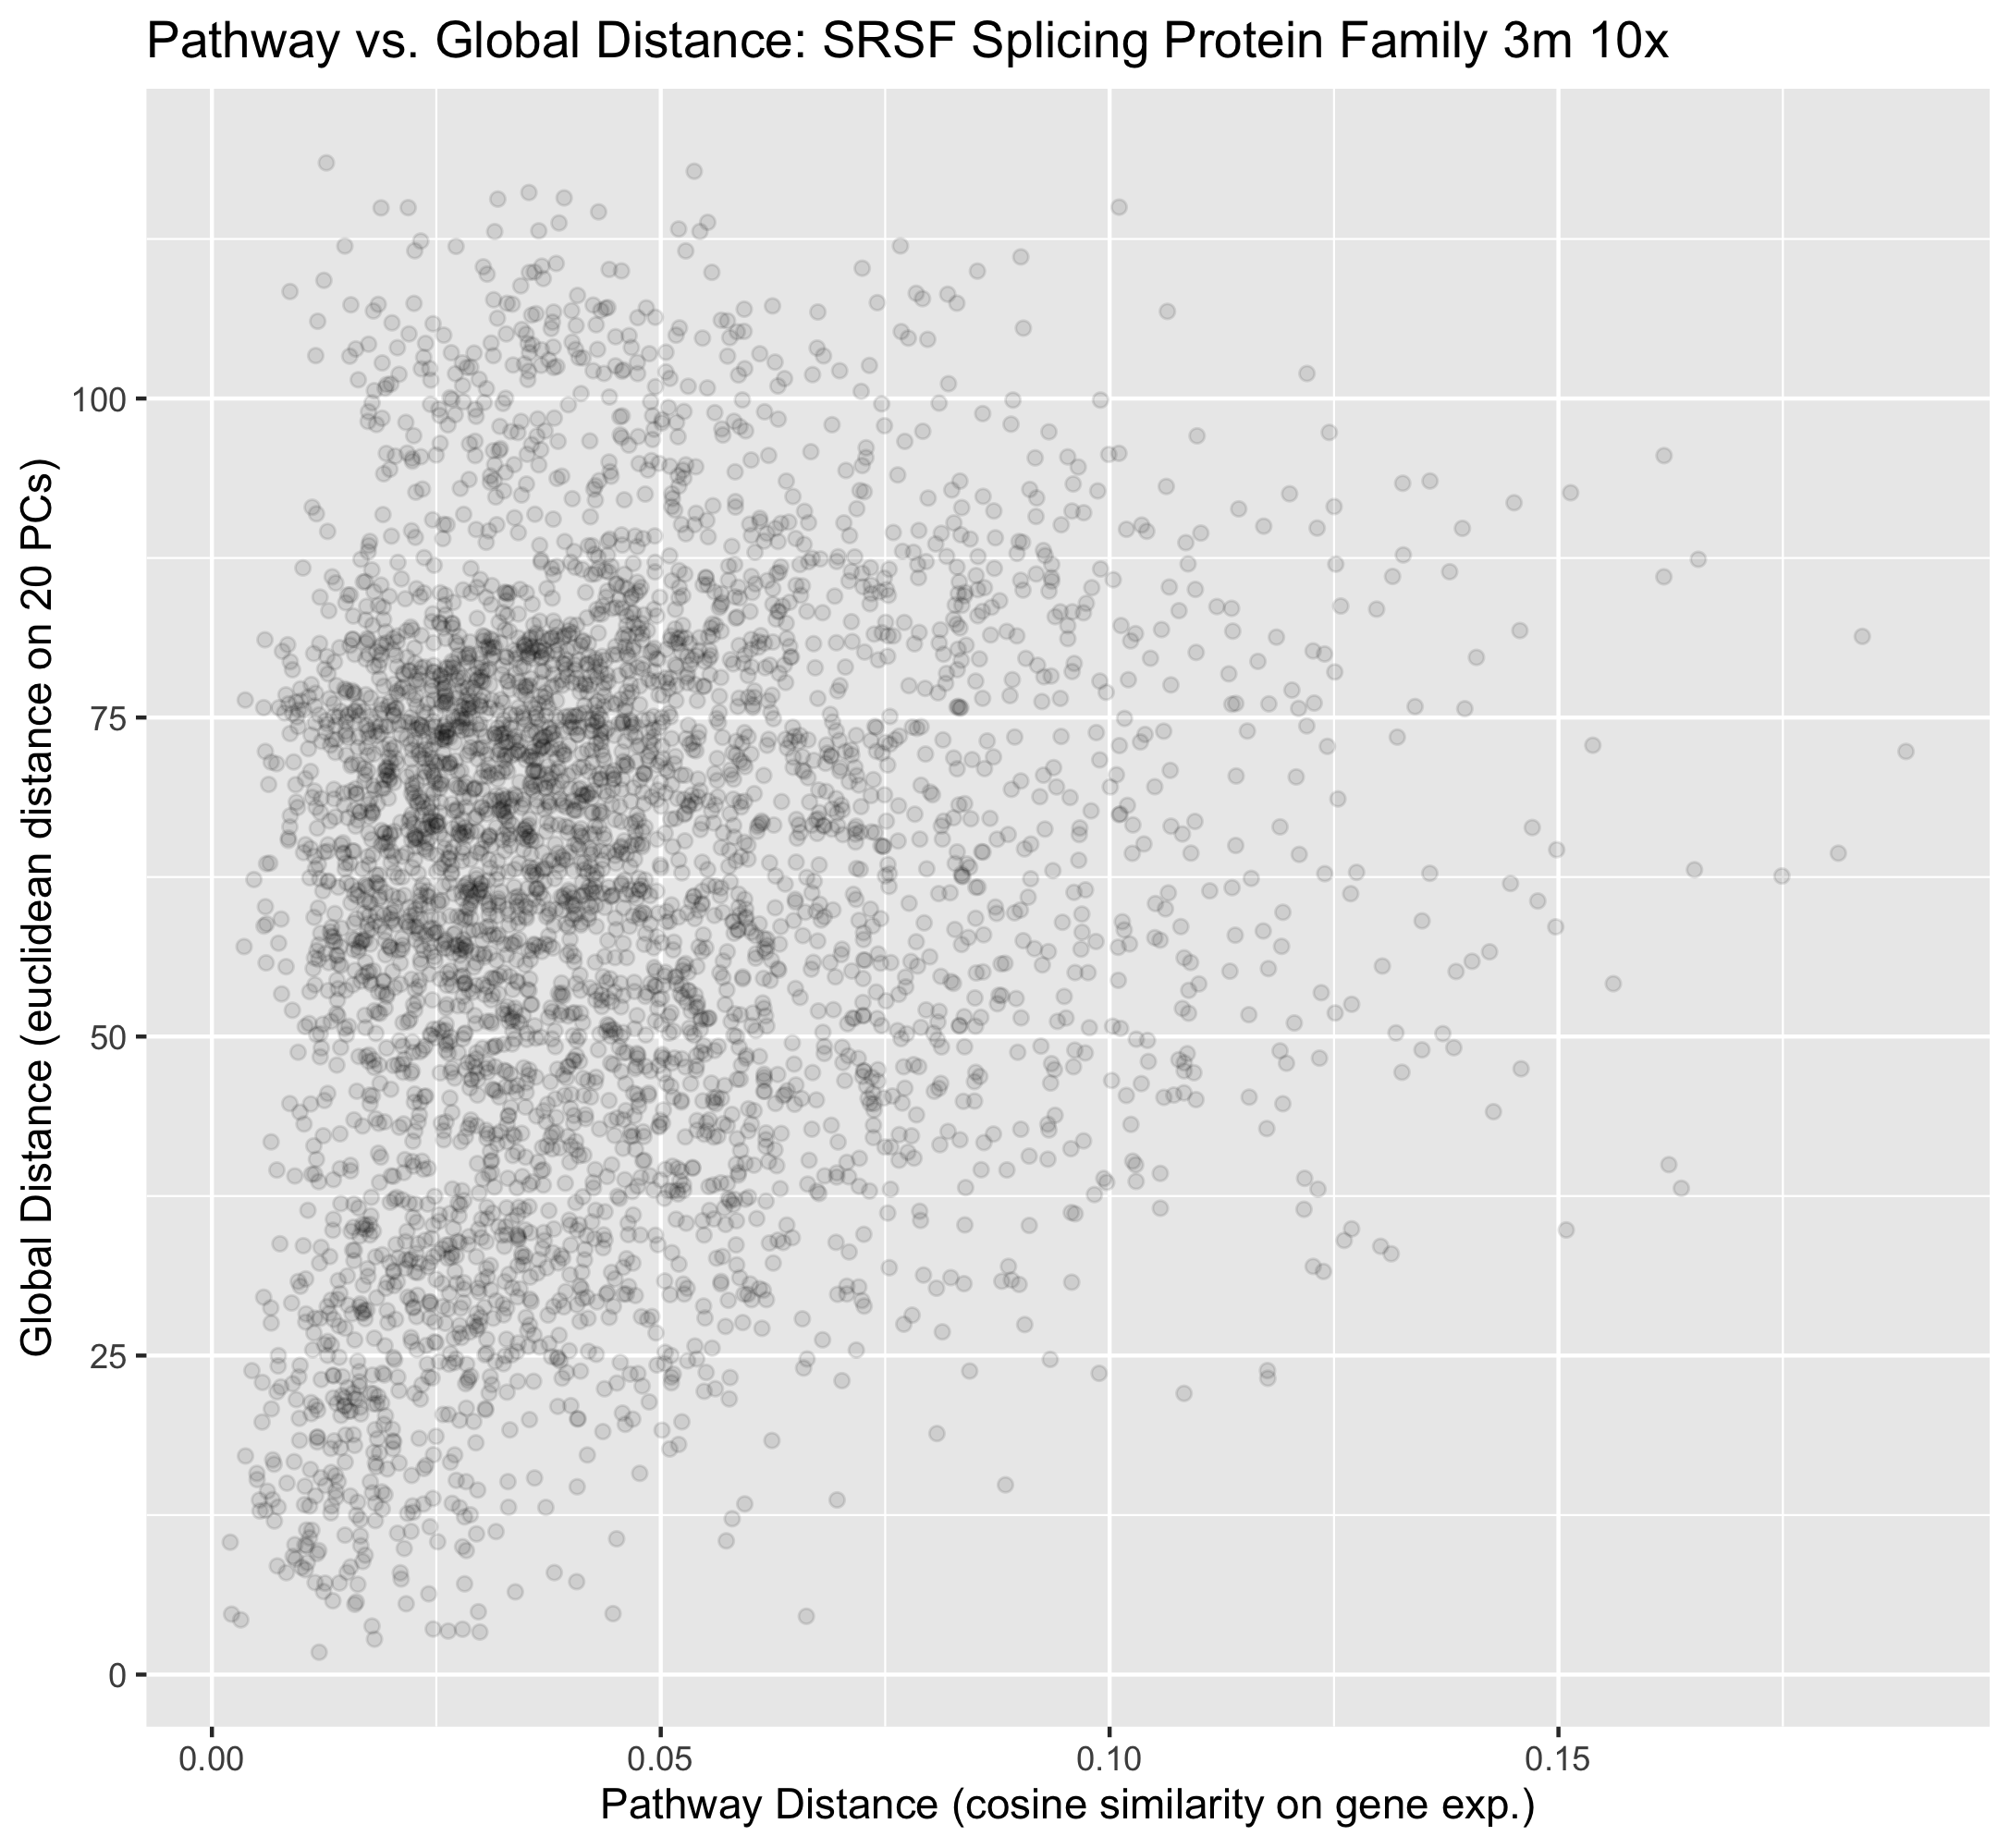 Pathway vs. Global Distance: SRSF Splicing Protein Family 3m 10x
Global Distance (euclidean distance on 20 PCs)
100
75
50
25
0
0.00 0.05 0.10 0.15
Pathway Distance (cosine similarity on gene exp.)